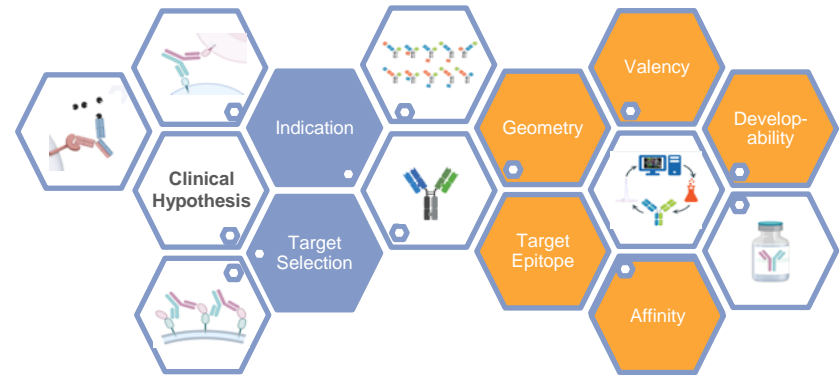 Clinical
Hypothesis
Indication
Target
Selection
Geometry
Target
Epitope
Valency
Affinity
Develop-
ability